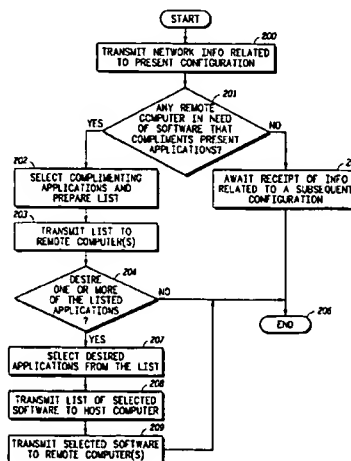 START
200
TRANSMIT NETWORK INFO RELATED
TO PRESENT CONFIGURATION
201
ANY REMOTE
COMPUTER IN NEED
OF SOFTWARE THAT
COMPLIMENTS PRESENT
APPLICATIONS?
YES
NO
202
SELECT COMPLIMENTING
APPLICATIONS AND
PREPARE LIST
2
AWAIT RECEIPT OF INFO
RELATED TO A SUBSEQUENT
CONFIGURATION
203
TRANSMIT LIST TO
REMOTE COMPUTER(S)
204
DESIRE
ONE OR MORE
OF THE LISTED
APPLICATIONS
?
NO
YES
END
206
207
SELECT DESIRED
APPLICATIONS FROM THE LIST
208
TRANSMIT LIST OF SELECTED
SOFTWARE TO HOST COMPUTER
209
TRANSMIT SELECTED SOFTWARE
TO REMOTE COMPUTER(S)